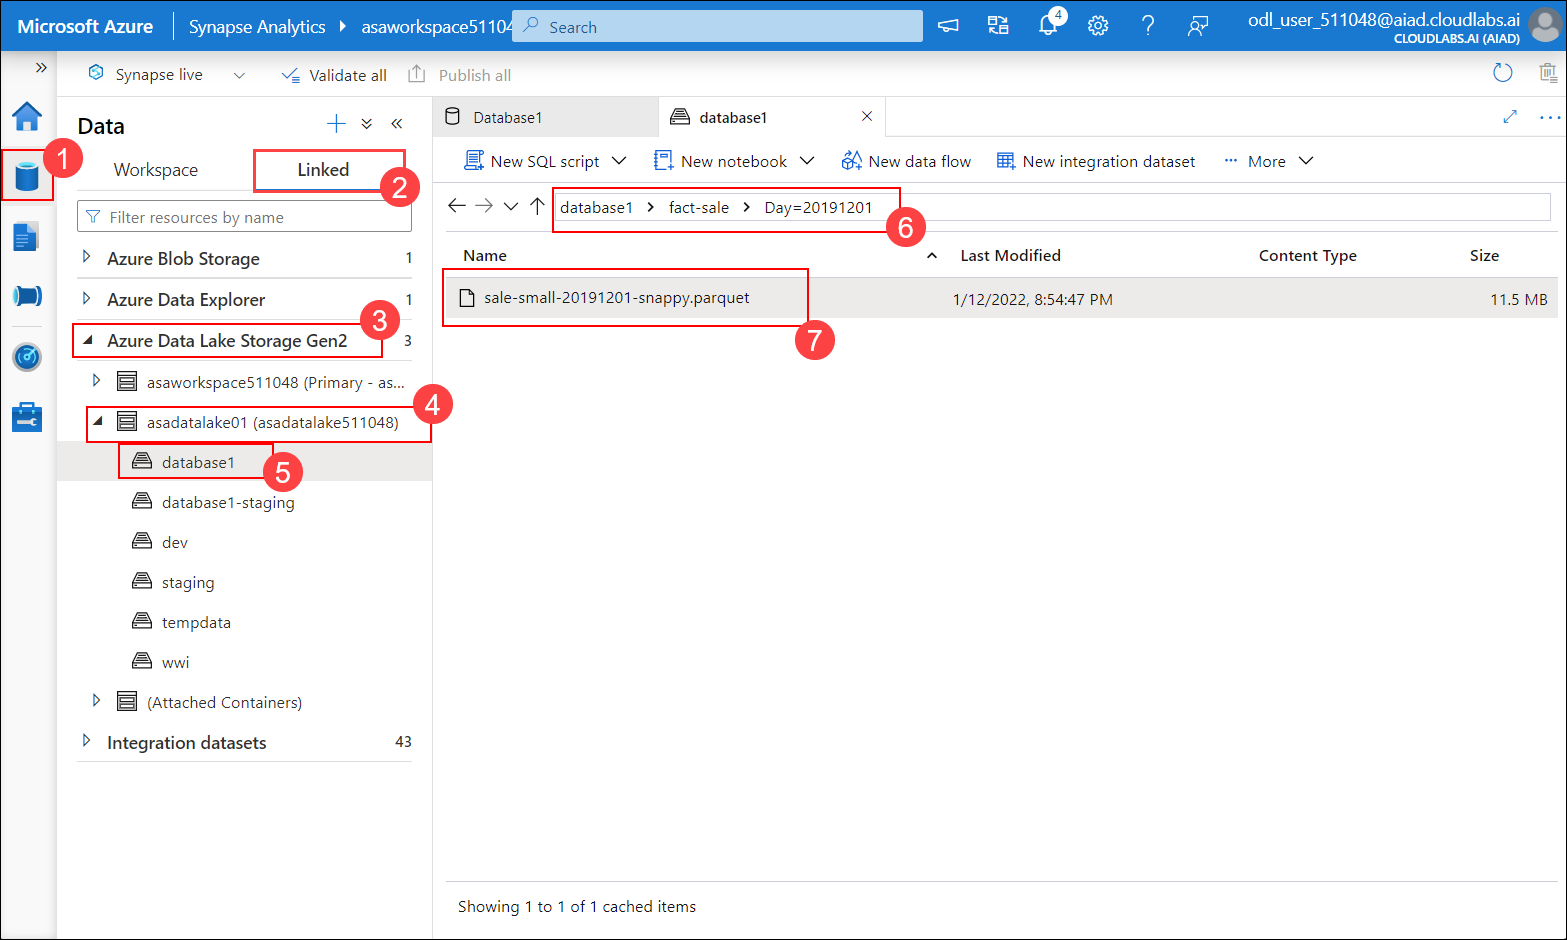 Microsoft Azure
Synapse Analytics
asaworkspace51104
Search
4
odl_user_511048@aiad.cloudlabs.ai
CLOUDLABS.AI (AIAD)
Synapse live
Validate all
Publish all
Data
1
Workspace
Linked
2
Filter resources by name
Azure Blob Storage 1
Azure Data Explorer 1
3
Azure Data Lake Storage Gen2 3
asaworkspace511048 (Primary - as...
4
asadatalake01 (asadatalake511048)
database1
5
database1-staging
dev
staging
tempdata
wwi
(Attached Containers)
Integration datasets 43
Database1
database1
New SQL script
New notebook
New data flow
New integration dataset
More
database1 fact-sale Day=20191201
6
Name Last Modified Content Type Size
sale-small-20191201-snappy.parquet 1/12/2022, 8:54:47 PM 11.5 MB
7
Showing 1 to 1 of 1 cached items